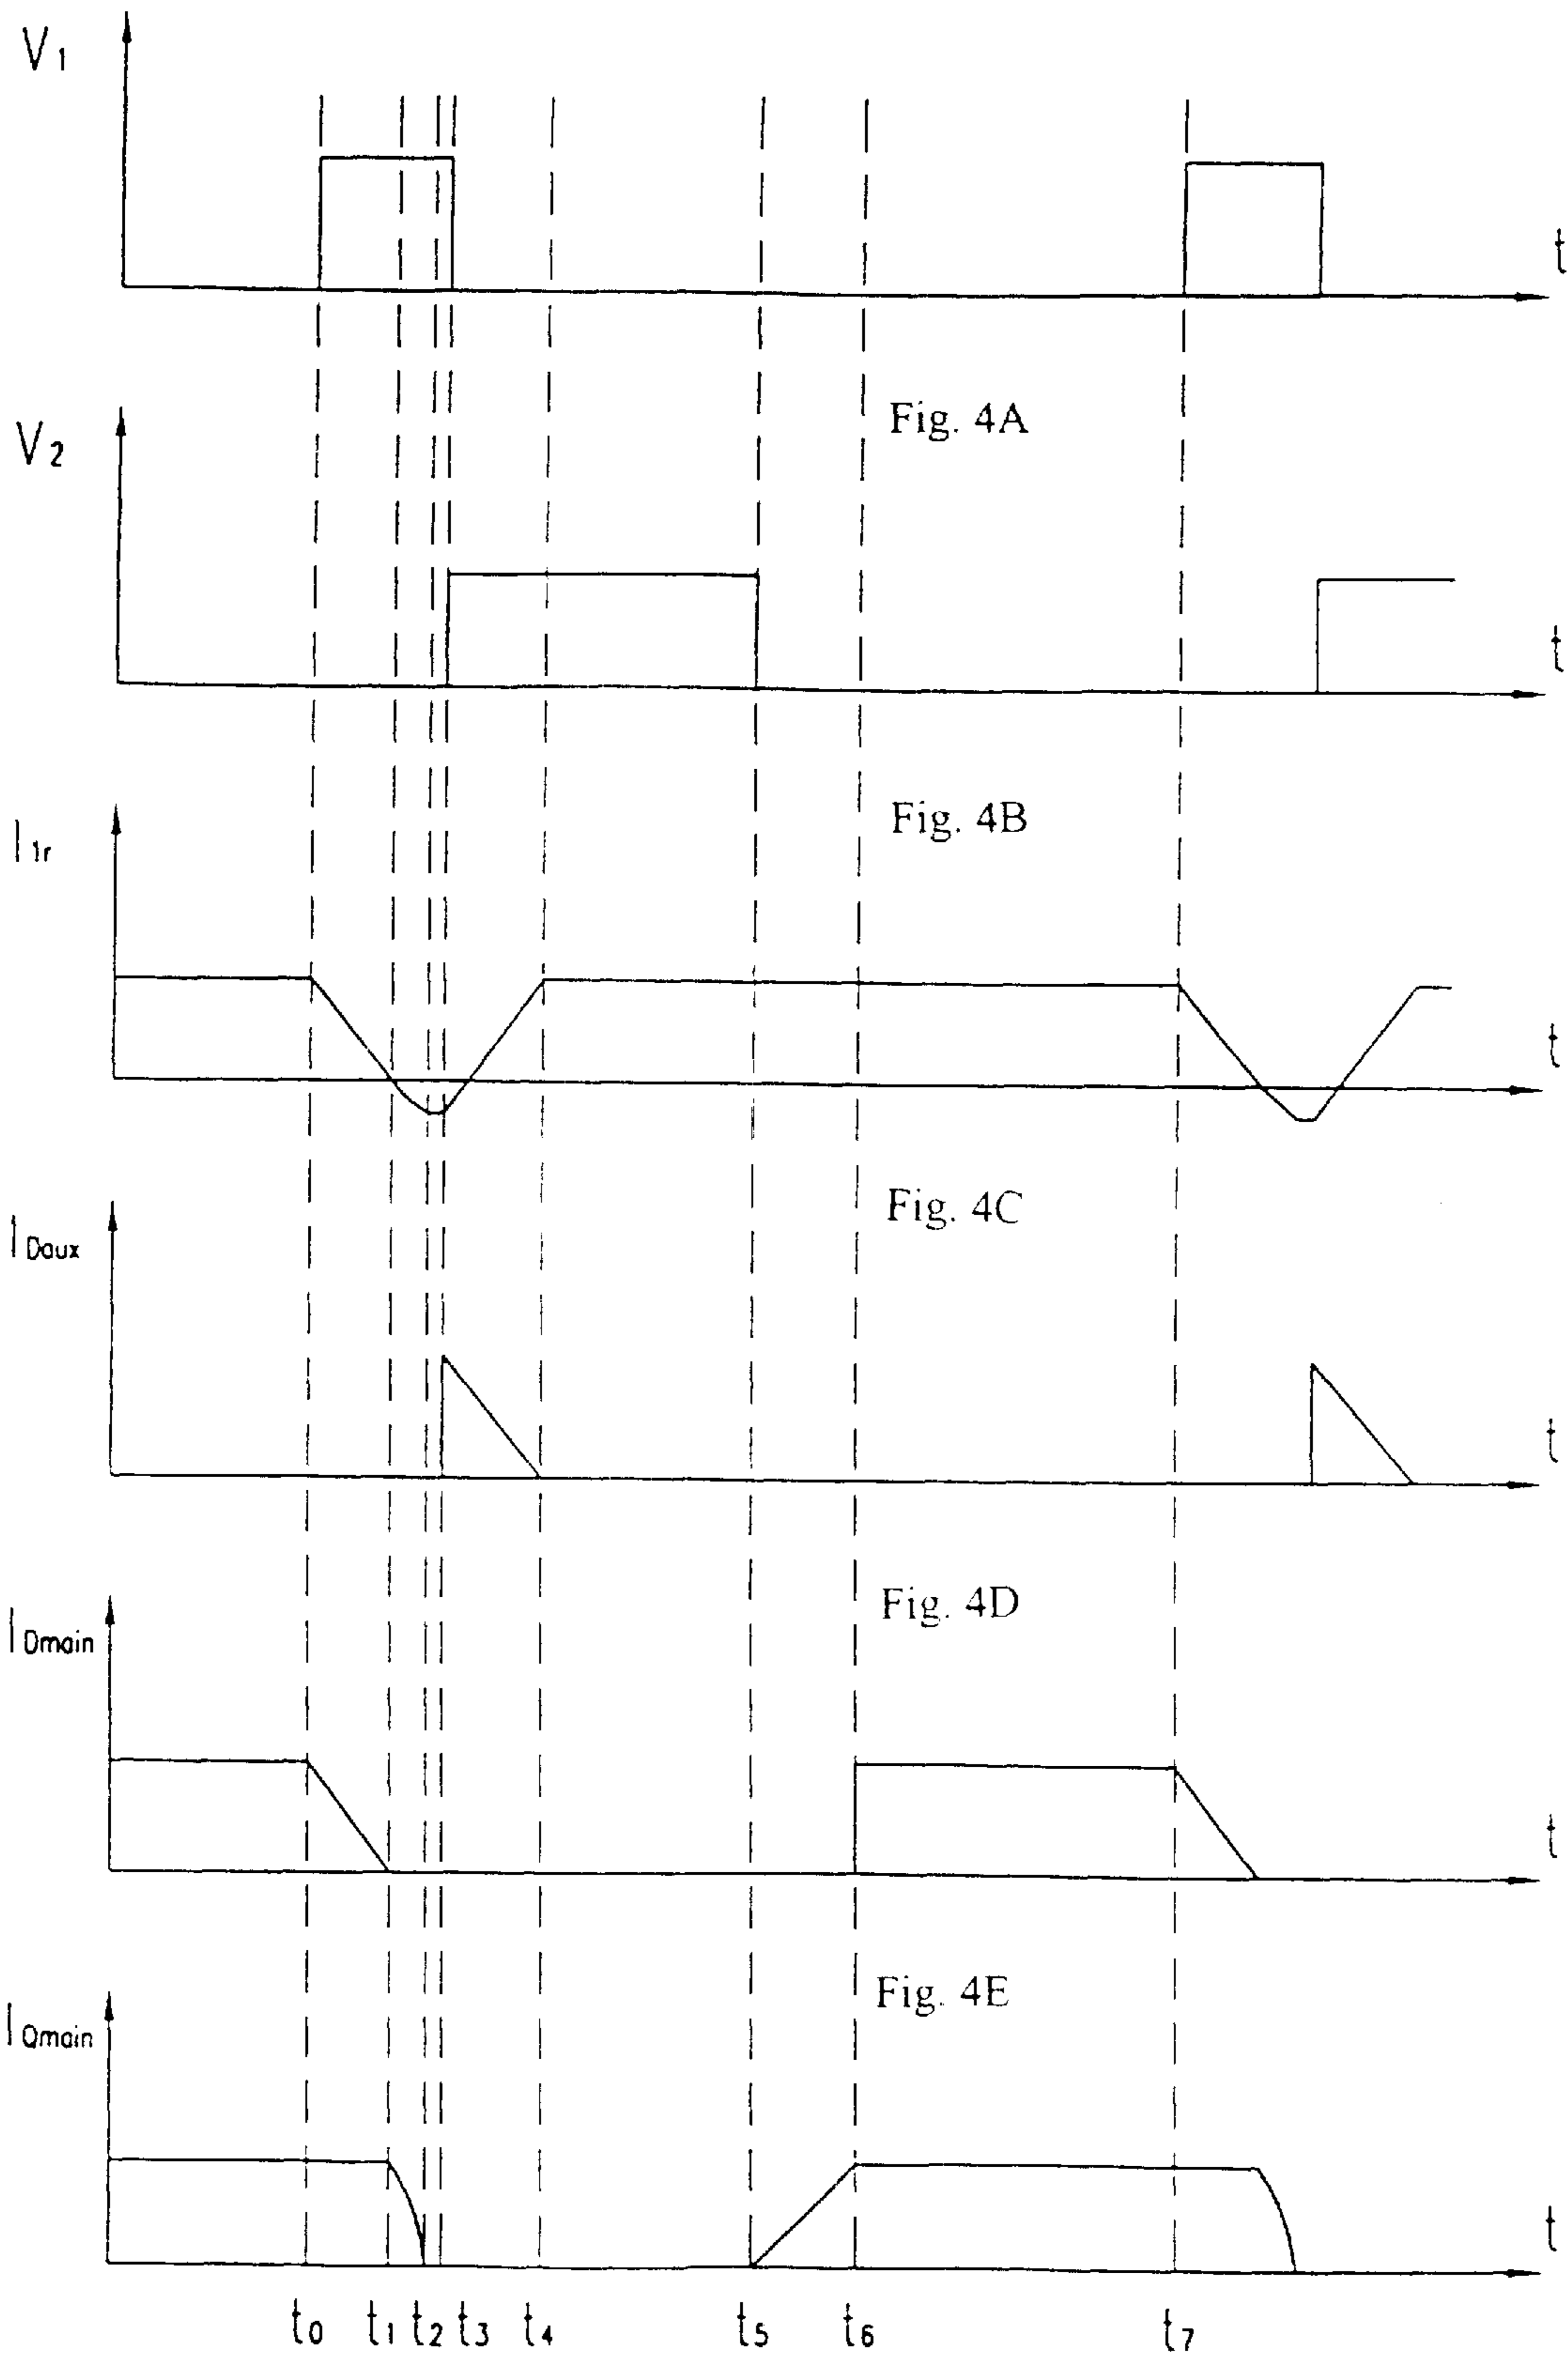 V1
t
Fig. 4A
V2
t
Fig. 4B
I1r
t
Fig. 4C
IDaux
t
Fig. 4D
IDmain
t
Fig. 4E
IQmain
t
t0 t1 t2 t3 t4 t5 t6 t7